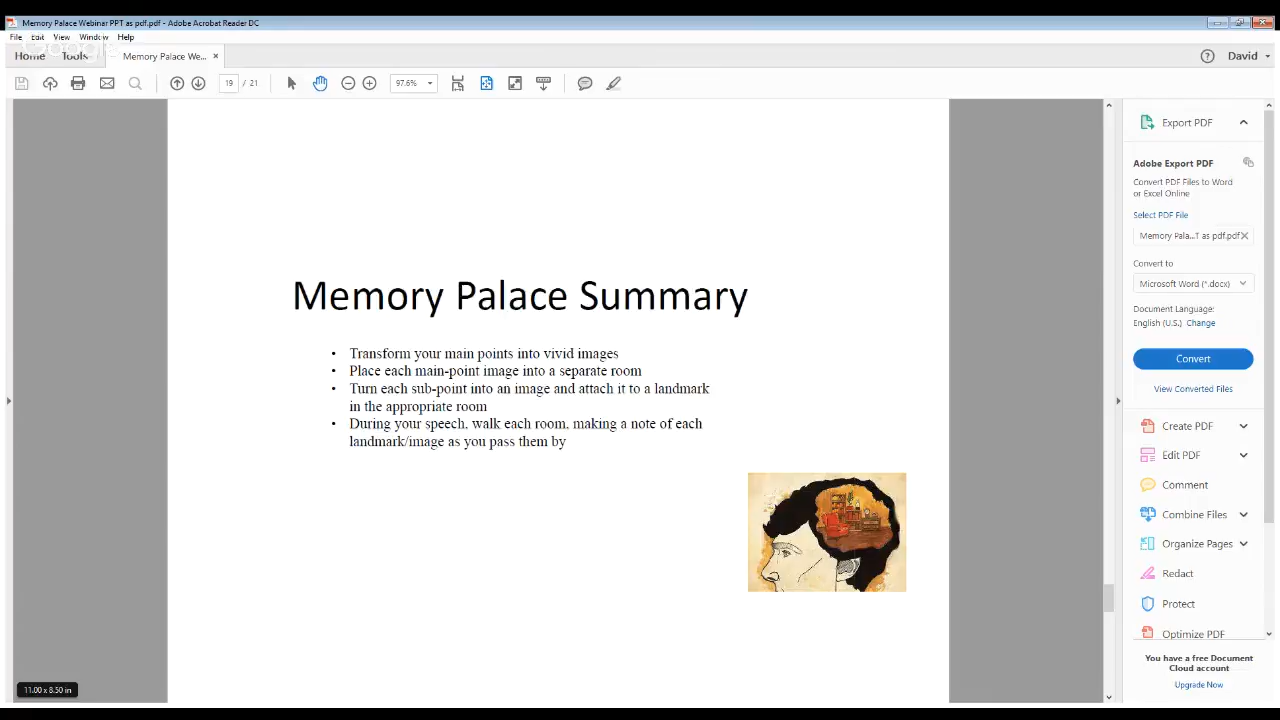 Memory Palace Webinar PPT as pdf.pdf - Adobe Acrobat Reader DC
File Edit View Window Help
Google
Home Tools Memory Palace We... × David
19 / 21 97.6%
Memory Palace Summary
• Transform your main points into vivid images
• Place each main-point image into a separate room
• Turn each sub-point into an image and attach it to a landmark
in the appropriate room
• During your speech, walk each room, making a note of each
landmark/image as you pass them by
11.00 x 8.50 in
Export PDF
Adobe Export PDF
Convert PDF Files to Word
or Excel Online
Select PDF File
Memory Pala...T as pdf.pdf
Convert to
Microsoft Word (*.docx)
Document Language:
English (U.S.) Change
Convert
View Converted Files
Create PDF
Edit PDF
Comment
Combine Files
Organize Pages
Redact
Protect
Optimize PDF
You have a free Document
Cloud account
Upgrade Now